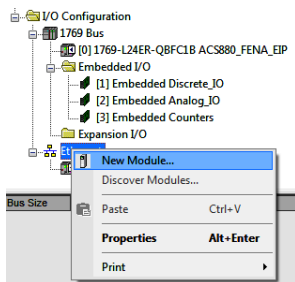 I/O Configuration
1769 Bus
[0] 1769-L24ER-QBFC1B ACS880_FENA_EIP
Embedded I/O
[1] Embedded Discrete_IO
[2] Embedded Analog_IO
[3] Embedded Counters
Expansion I/O
New Module...
Discover Modules...
Bus Size
Paste Ctrl+V
Properties Alt+Enter
Print